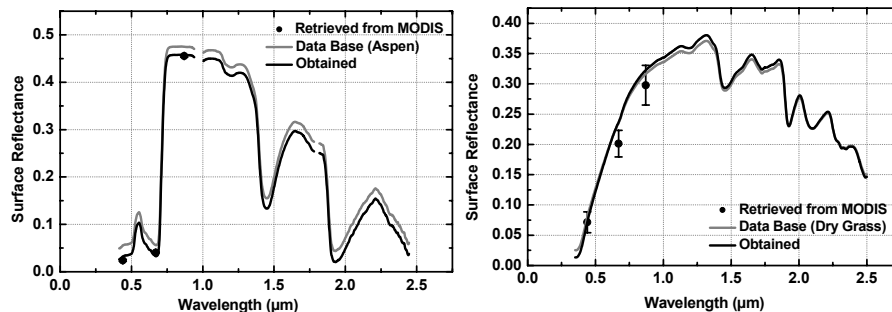 Surface Reflectance
0.5
0.4
0.3
0.2
0.1
0.0
Retrieved from MODIS
Data Base (Aspen)
Obtained
0.0 0.5 1.0 1.5 2.0 2.5
Wavelength (µm)
Surface Reflectance
0.40
0.35
0.30
0.25
0.20
0.15
0.10
0.05
0.00
Retrieved from MODIS
Data Base (Dry Grass)
Obtained
0.0 0.5 1.0 1.5 2.0 2.5
Wavelength (µm)